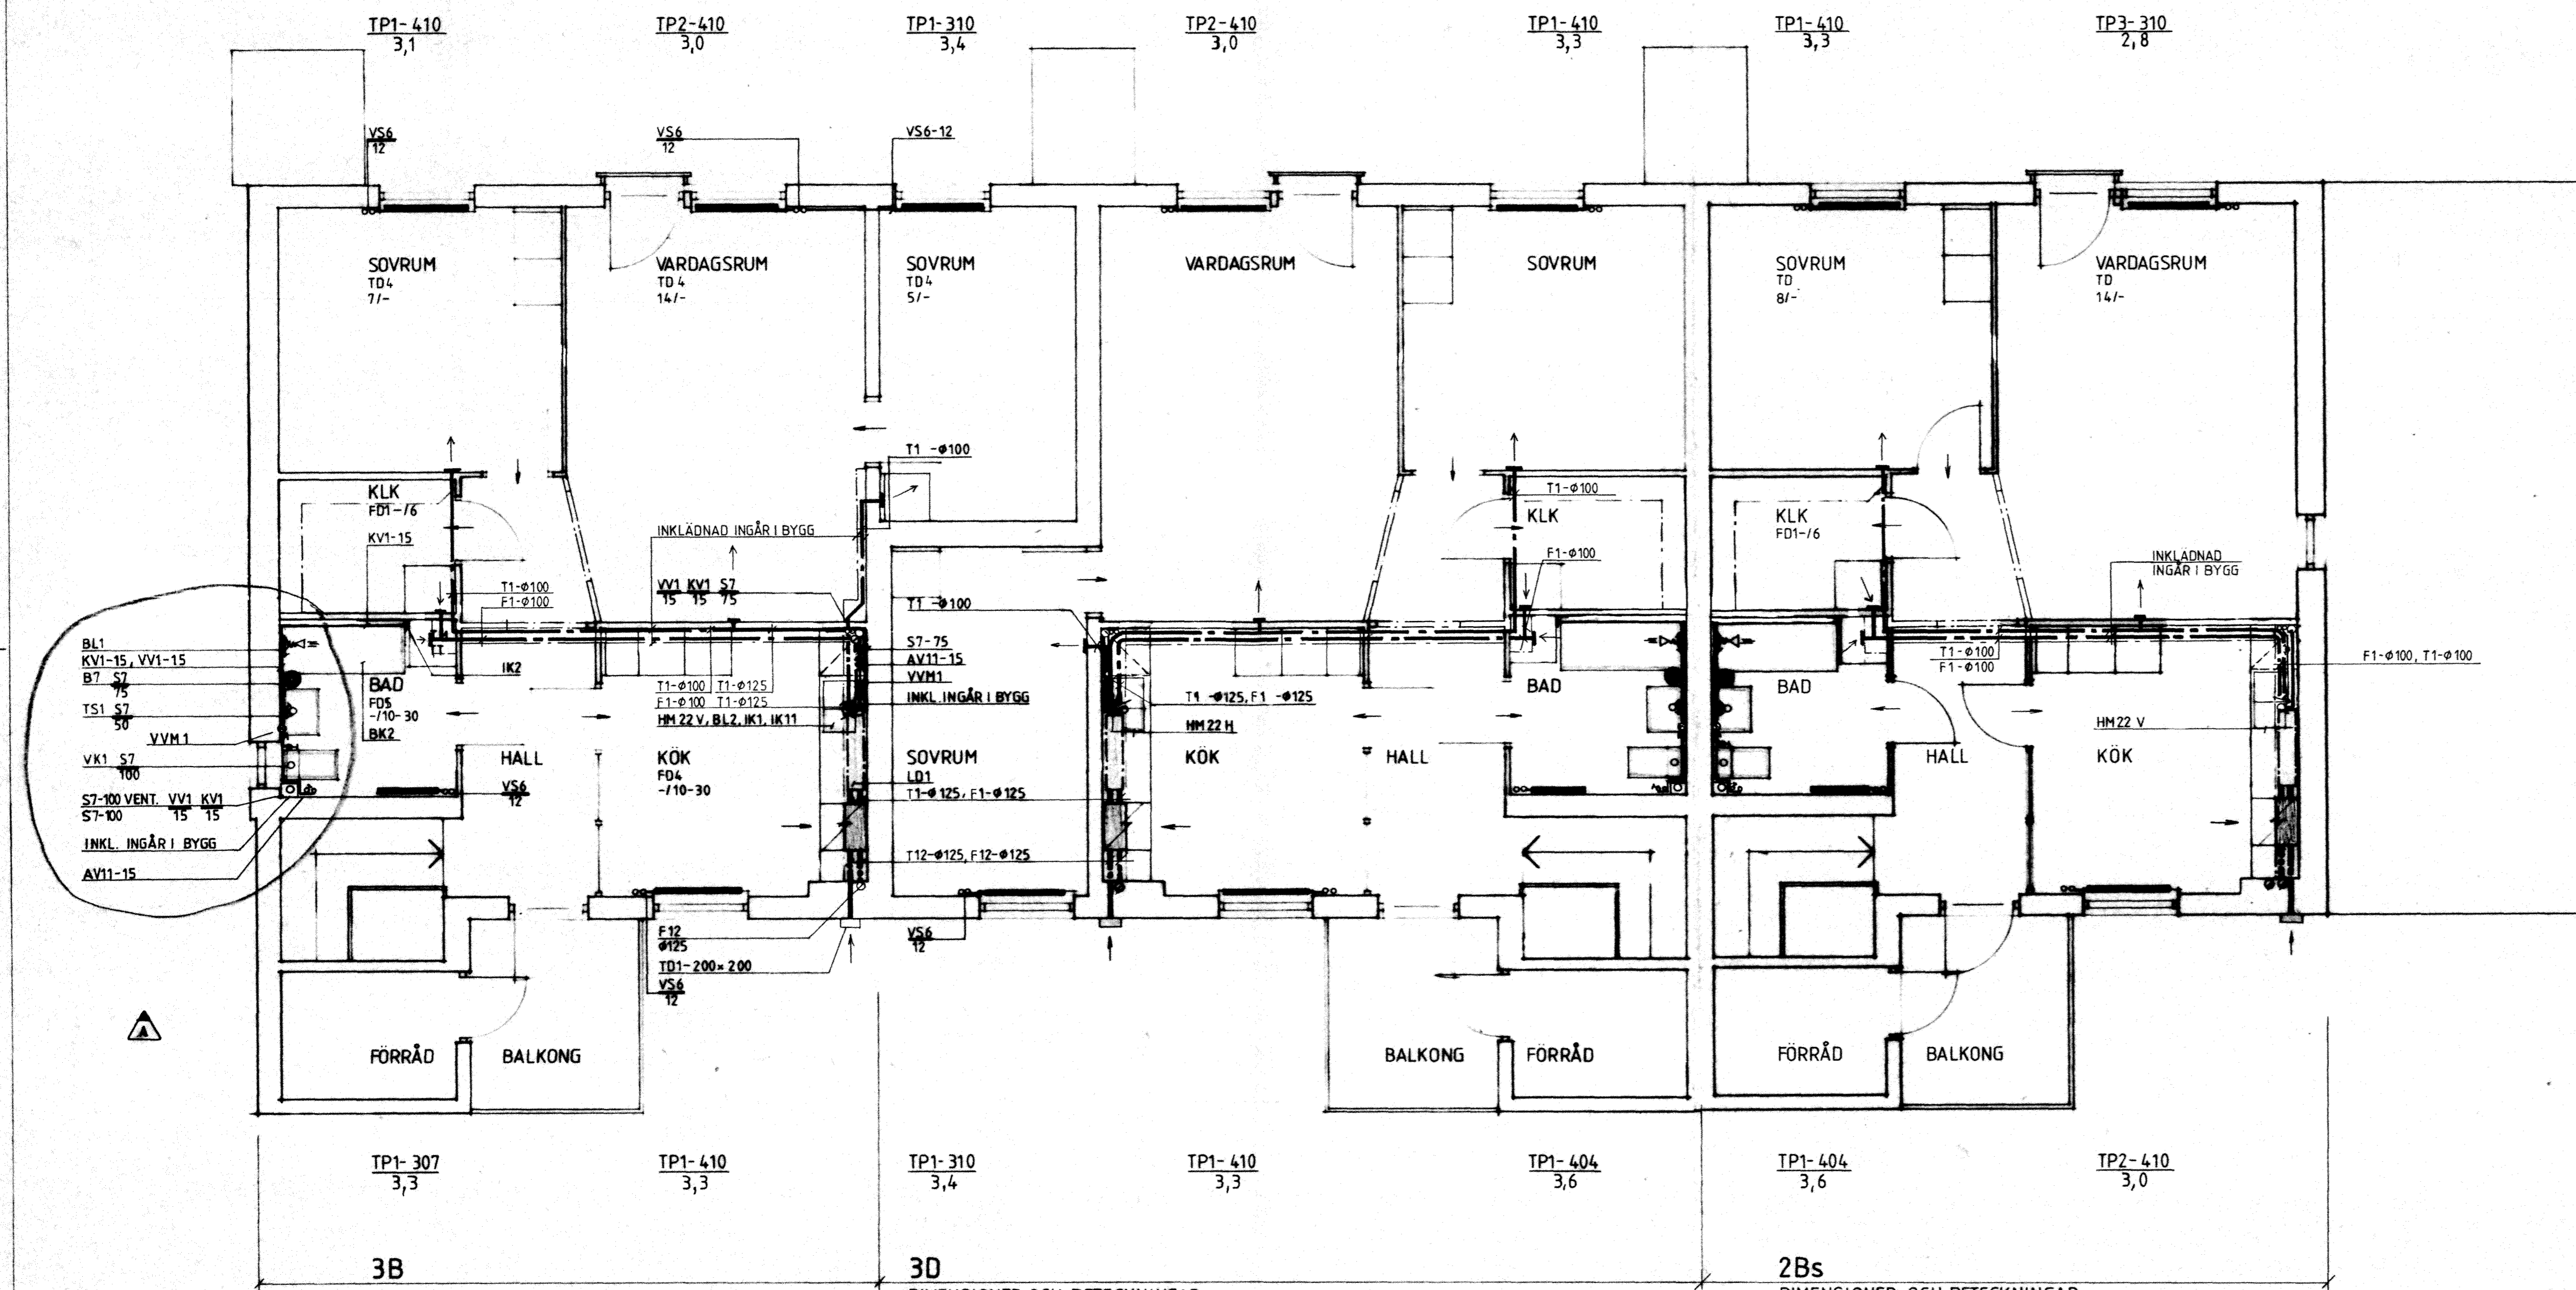 TP1-410
3,1
TP2-410
3,0
TP1-310
3,4
TP2-410
3,0
TP1-410
3,3
TP1-410
3,3
TP3-310
2,8
VS6
12
VS6
12
VS6-12
SOVRUM
TD4
7/-
VARDAGSRUM
TD4
14/-
SOVRUM
TD4
5/-
VARDAGSRUM
SOVRUM
SOVRUM
TD
8/-
VARDAGSRUM
TD
14/-
T1 -Ø100
KLK
FD1-/6
KV1-15
INKLÄDNAD INGÅR I BYGG
T1-Ø100
KLK
F1-Ø100
KLK
FD1-/6
INKLÄDNAD
INGÅR I BYGG
T1-Ø100
F1-Ø100
VV1 KV1 S7
15 15 75
T1 -Ø100
BL1
KV1-15, VV1-15
B7 S7
75
TS1 S7
50
VVM1
VK1 S7
100
S7-100 VENT. VV1 KV1
S7-100 15 15
INKL. INGÅR I BYGG
AV11-15
BAD
FD5
-/10-30
BK2
IK2
HALL
VS6
12
T1-Ø100 T1-Ø125
F1-Ø100 T1-Ø125
HM22 V, BL2, IK1, IK11
KÖK
FD4
-/10-30
S7-75
AV11-15
VVM1
INKL. INGÅR I BYGG
SOVRUM
LD1
T1-Ø125, F1-Ø125
T12-Ø125, F12-Ø125
T1 -Ø125, F1 -Ø125
HM22 H
KÖK
HALL
BAD
BAD
T1-Ø100
F1-Ø100
HALL
F1-Ø100, T1-Ø100
HM22 V
KÖK
F12
Ø125
TD1-200×200
VS6
12
VS6
12
A
FÖRRÅD
BALKONG
BALKONG
FÖRRÅD
FÖRRÅD
BALKONG
TP1-307
3,3
TP1-410
3,3
TP1-310
3,4
TP1-410
3,3
TP1-404
3,6
TP1-404
3,6
TP2-410
3,0
3B
3D
2Bs
DIMENSIONER OCH BETECKNINGAR
DIMENSIONER OCH BETECKNINGAR